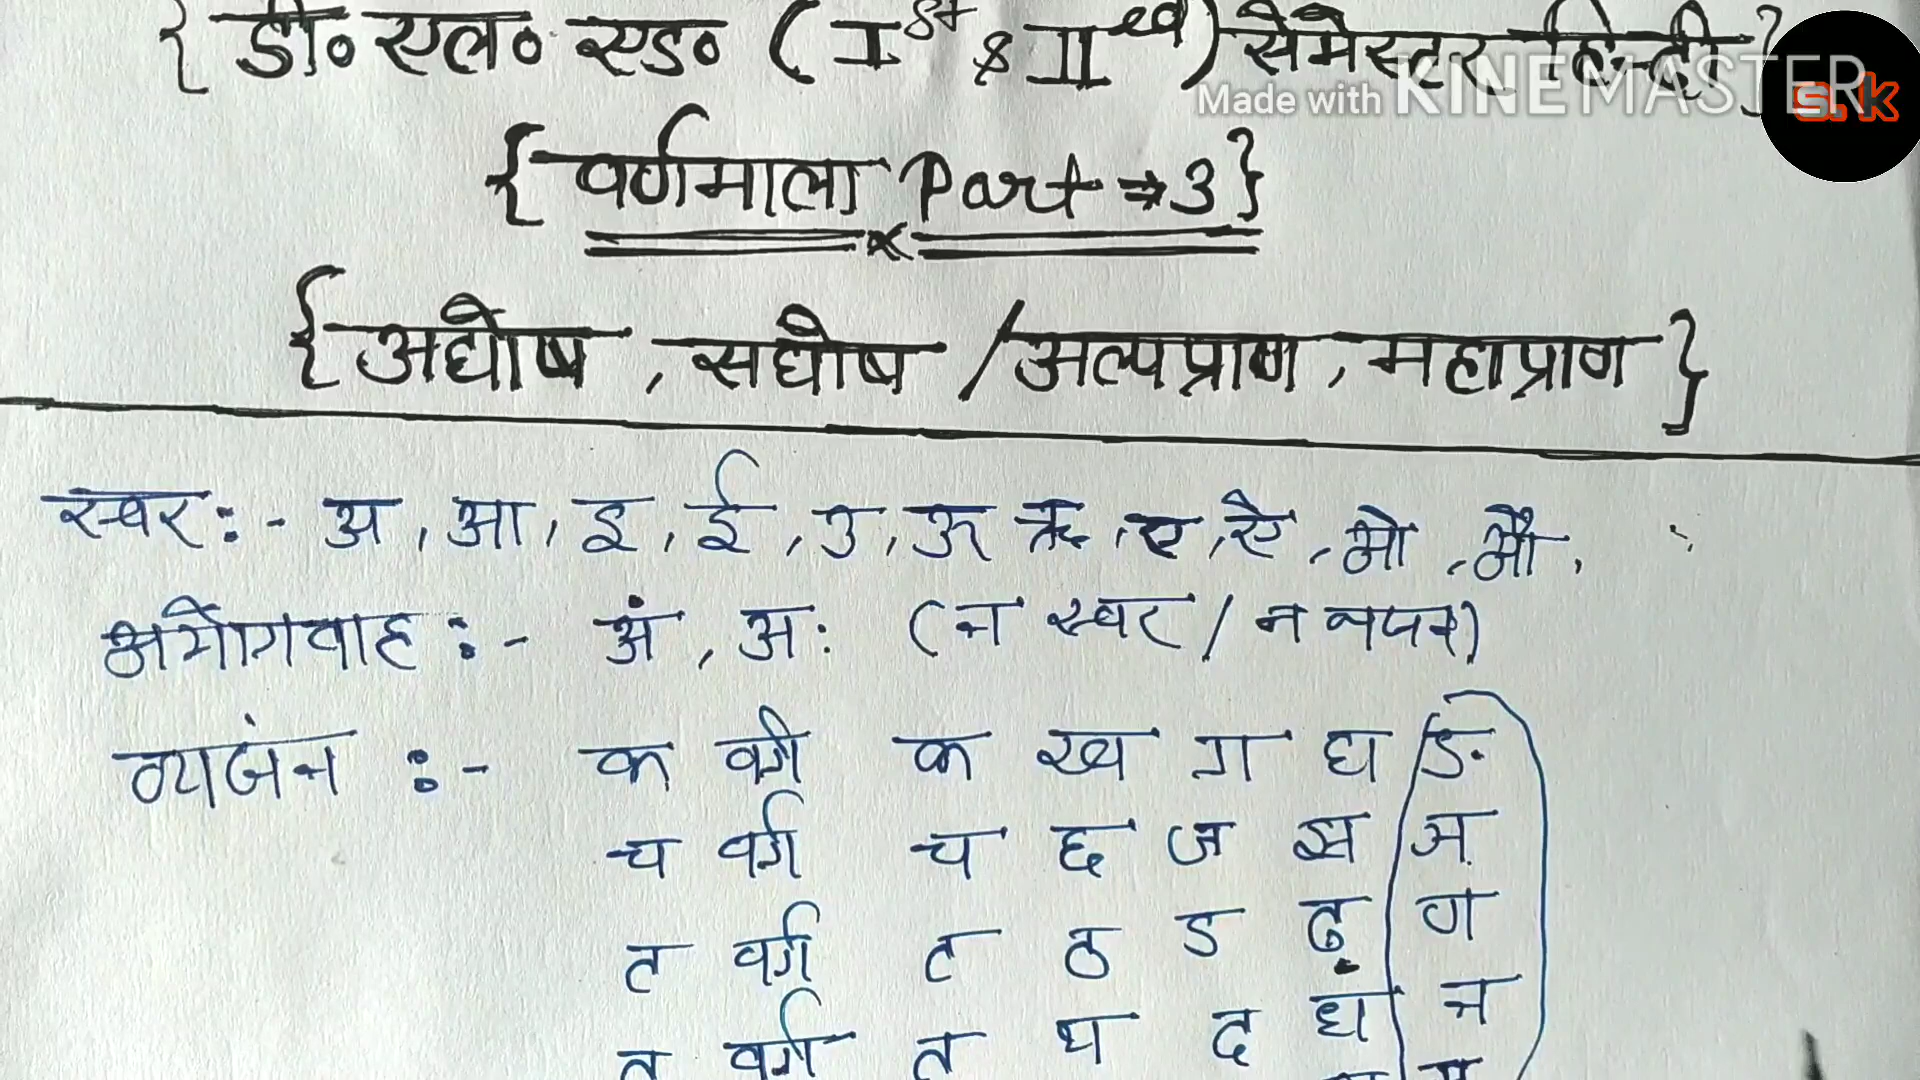 {डी० एल० एड० (Ist & IInd) सेमेस्टर हिन्दी}
Made with KINEMASTER
s.k
{वर्णमाला Part → 3}
{अघोष, सघोष / अल्पप्राण, महाप्राण}
स्वर :- अ, आ, इ, ई, उ, ऊ ऋ, ए, ऐ, ओ, औ,
अयोगवाह :- अं, अः (न स्वर / न व्यंजन)
व्यजंन :- क वर्ग क ख ग घ ङ
च वर्ग च छ ज झ ञ
ट वर्ग ट ठ ड ढ़ ण
त वर्ग त थ द ध न